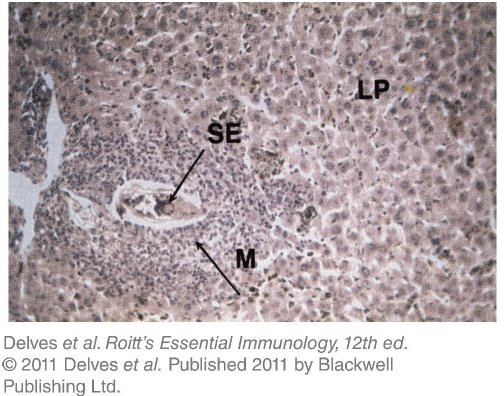 SE
LP
M
Delves et al. Roitt's Essential Immunology, 12th ed.
© 2011 Delves et al. Published 2011 by Blackwell
Publishing Ltd.